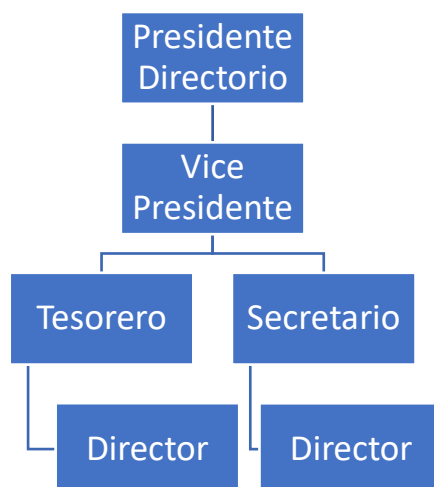 Presidente
Directorio
Vice
Presidente
Tesorero
Secretario
Director
Director